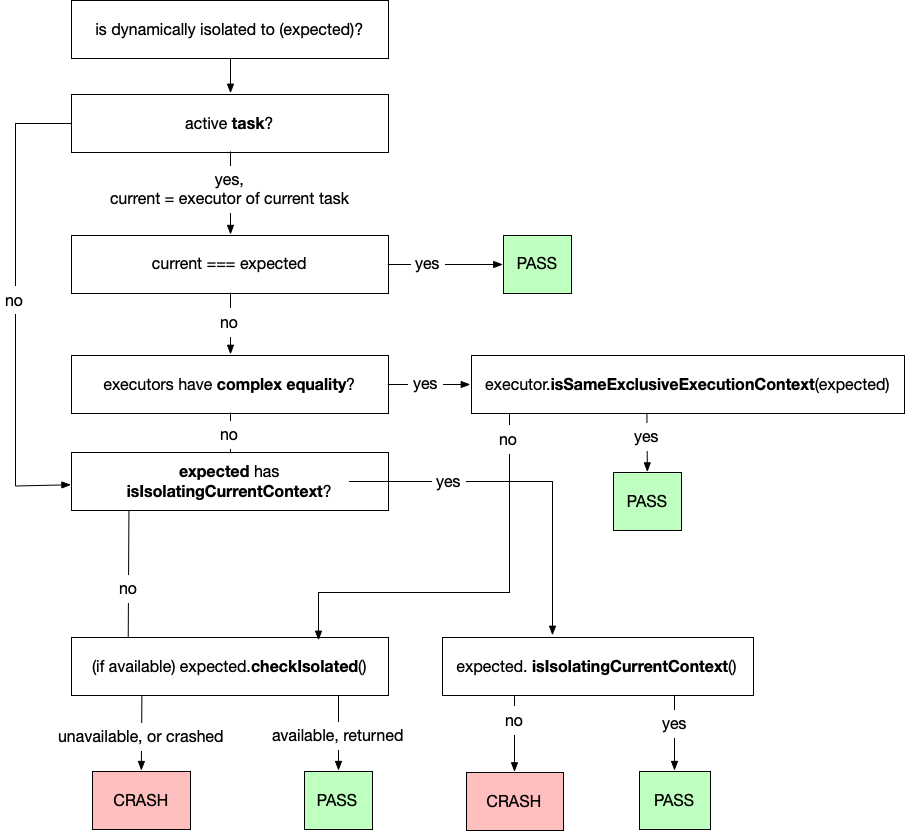 is dynamically isolated to (expected)?
active task?
yes,
current = executor of current task
current === expected
yes
PASS
no
no
executors have complex equality?
yes
executor.isSameExclusiveExecutionContext(expected)
no
no
yes
expected has
isIsolatingCurrentContext?
yes
PASS
no
(if available) expected.checkIsolated()
expected. isIsolatingCurrentContext()
unavailable, or crashed
available, returned
no
yes
CRASH
PASS
CRASH
PASS